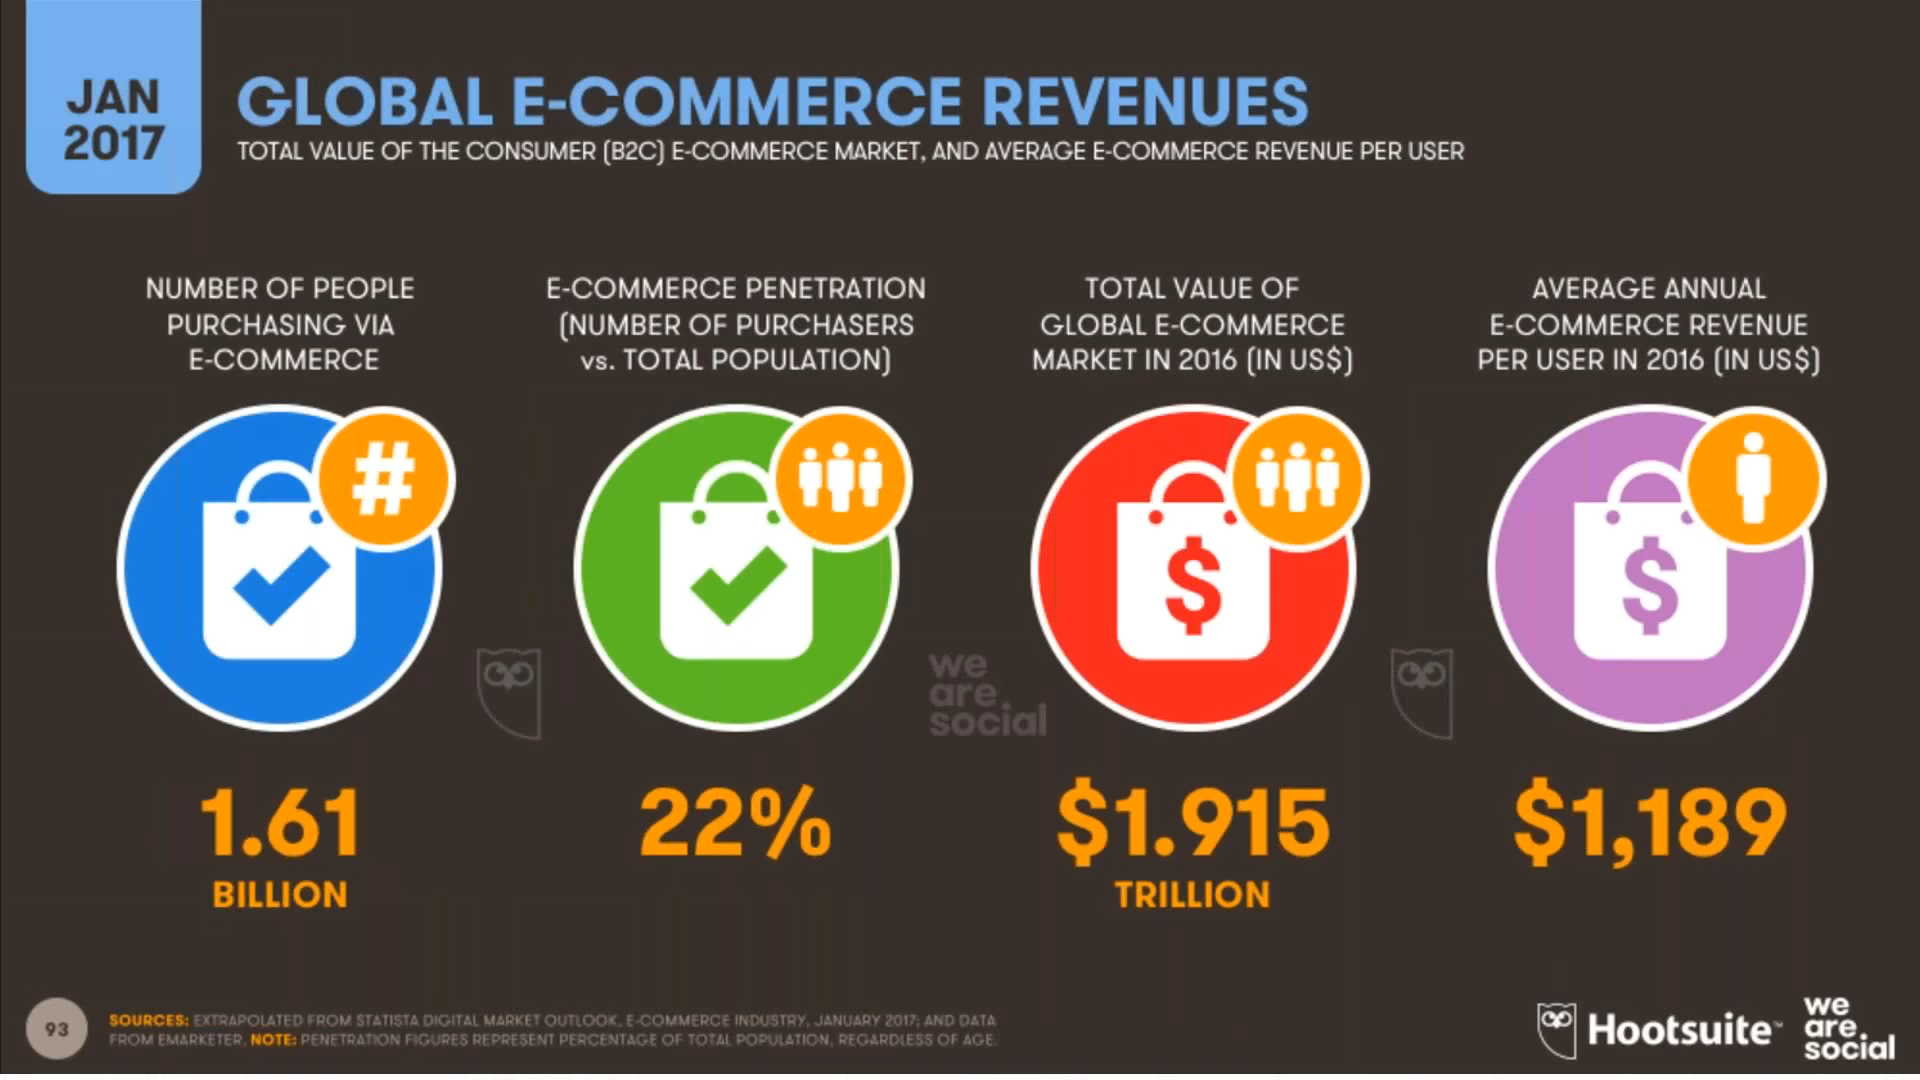 JAN
2017
GLOBAL E-COMMERCE REVENUES
TOTAL VALUE OF THE CONSUMER (B2C) E-COMMERCE MARKET, AND AVERAGE E-COMMERCE REVENUE PER USER
NUMBER OF PEOPLE
PURCHASING VIA
E-COMMERCE
#
1.61
BILLION
E-COMMERCE PENETRATION
(NUMBER OF PURCHASERS
vs. TOTAL POPULATION)
22%
TOTAL VALUE OF
GLOBAL E-COMMERCE
MARKET IN 2016 (IN US$)
$
$1.915
TRILLION
AVERAGE ANNUAL
E-COMMERCE REVENUE
PER USER IN 2016 (IN US$)
$
$1,189
we
are.
social
93
SOURCES: EXTRAPOLATED FROM STATISTA DIGITAL MARKET OUTLOOK, E-COMMERCE INDUSTRY, JANUARY 2017; AND DATA
FROM EMARKETER. NOTE: PENETRATION FIGURES REPRESENT PERCENTAGE OF TOTAL POPULATION, REGARDLESS OF AGE.
Hootsuite™
we
are.
social